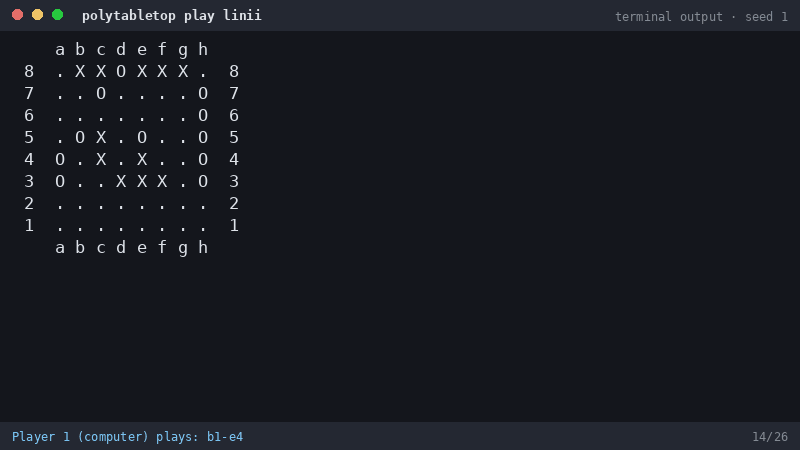 polytabletop play linii
terminal output · seed 1
a b c d e f g h
8 . X X O X X X . 8
7 . . O . . . . O 7
6 . . . . . . . O 6
5 . O X . O . . O 5
4 O . X . X . . O 4
3 O . . X X X . O 3
2 . . . . . . . . 2
1 . . . . . . . . 1
a b c d e f g h
Player 1 (computer) plays: b1-e4
14/26